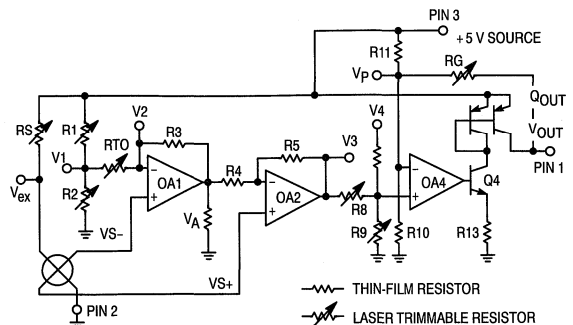 PIN 3
+5 V SOURCE
R11
RG
VP
QOUT
VOUT
PIN 1
V2
V4
RS
R1
RTO
R3
R5
V3
V1
R4
OA1
OA2
OA4
Q4
R2
Vex
VA
R8
R9
R10
R13
VS−
VS+
PIN 2
THIN-FILM RESISTOR
LASER TRIMMABLE RESISTOR